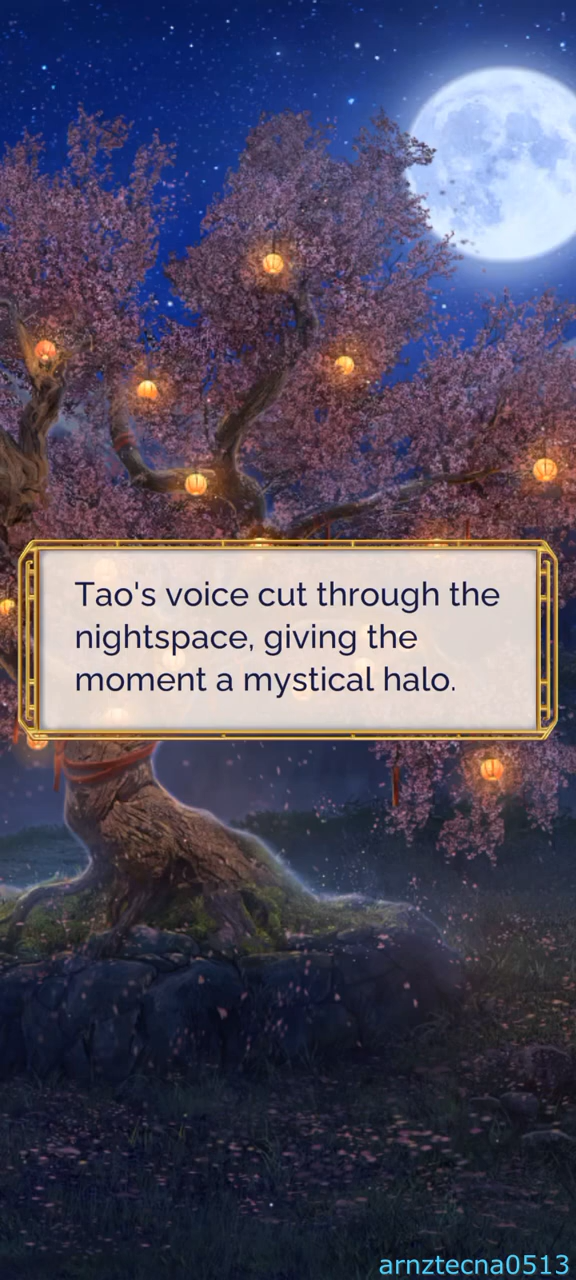 Tao's voice cut through the
nightspace, giving the
moment a mystical halo.
arnztecna0513